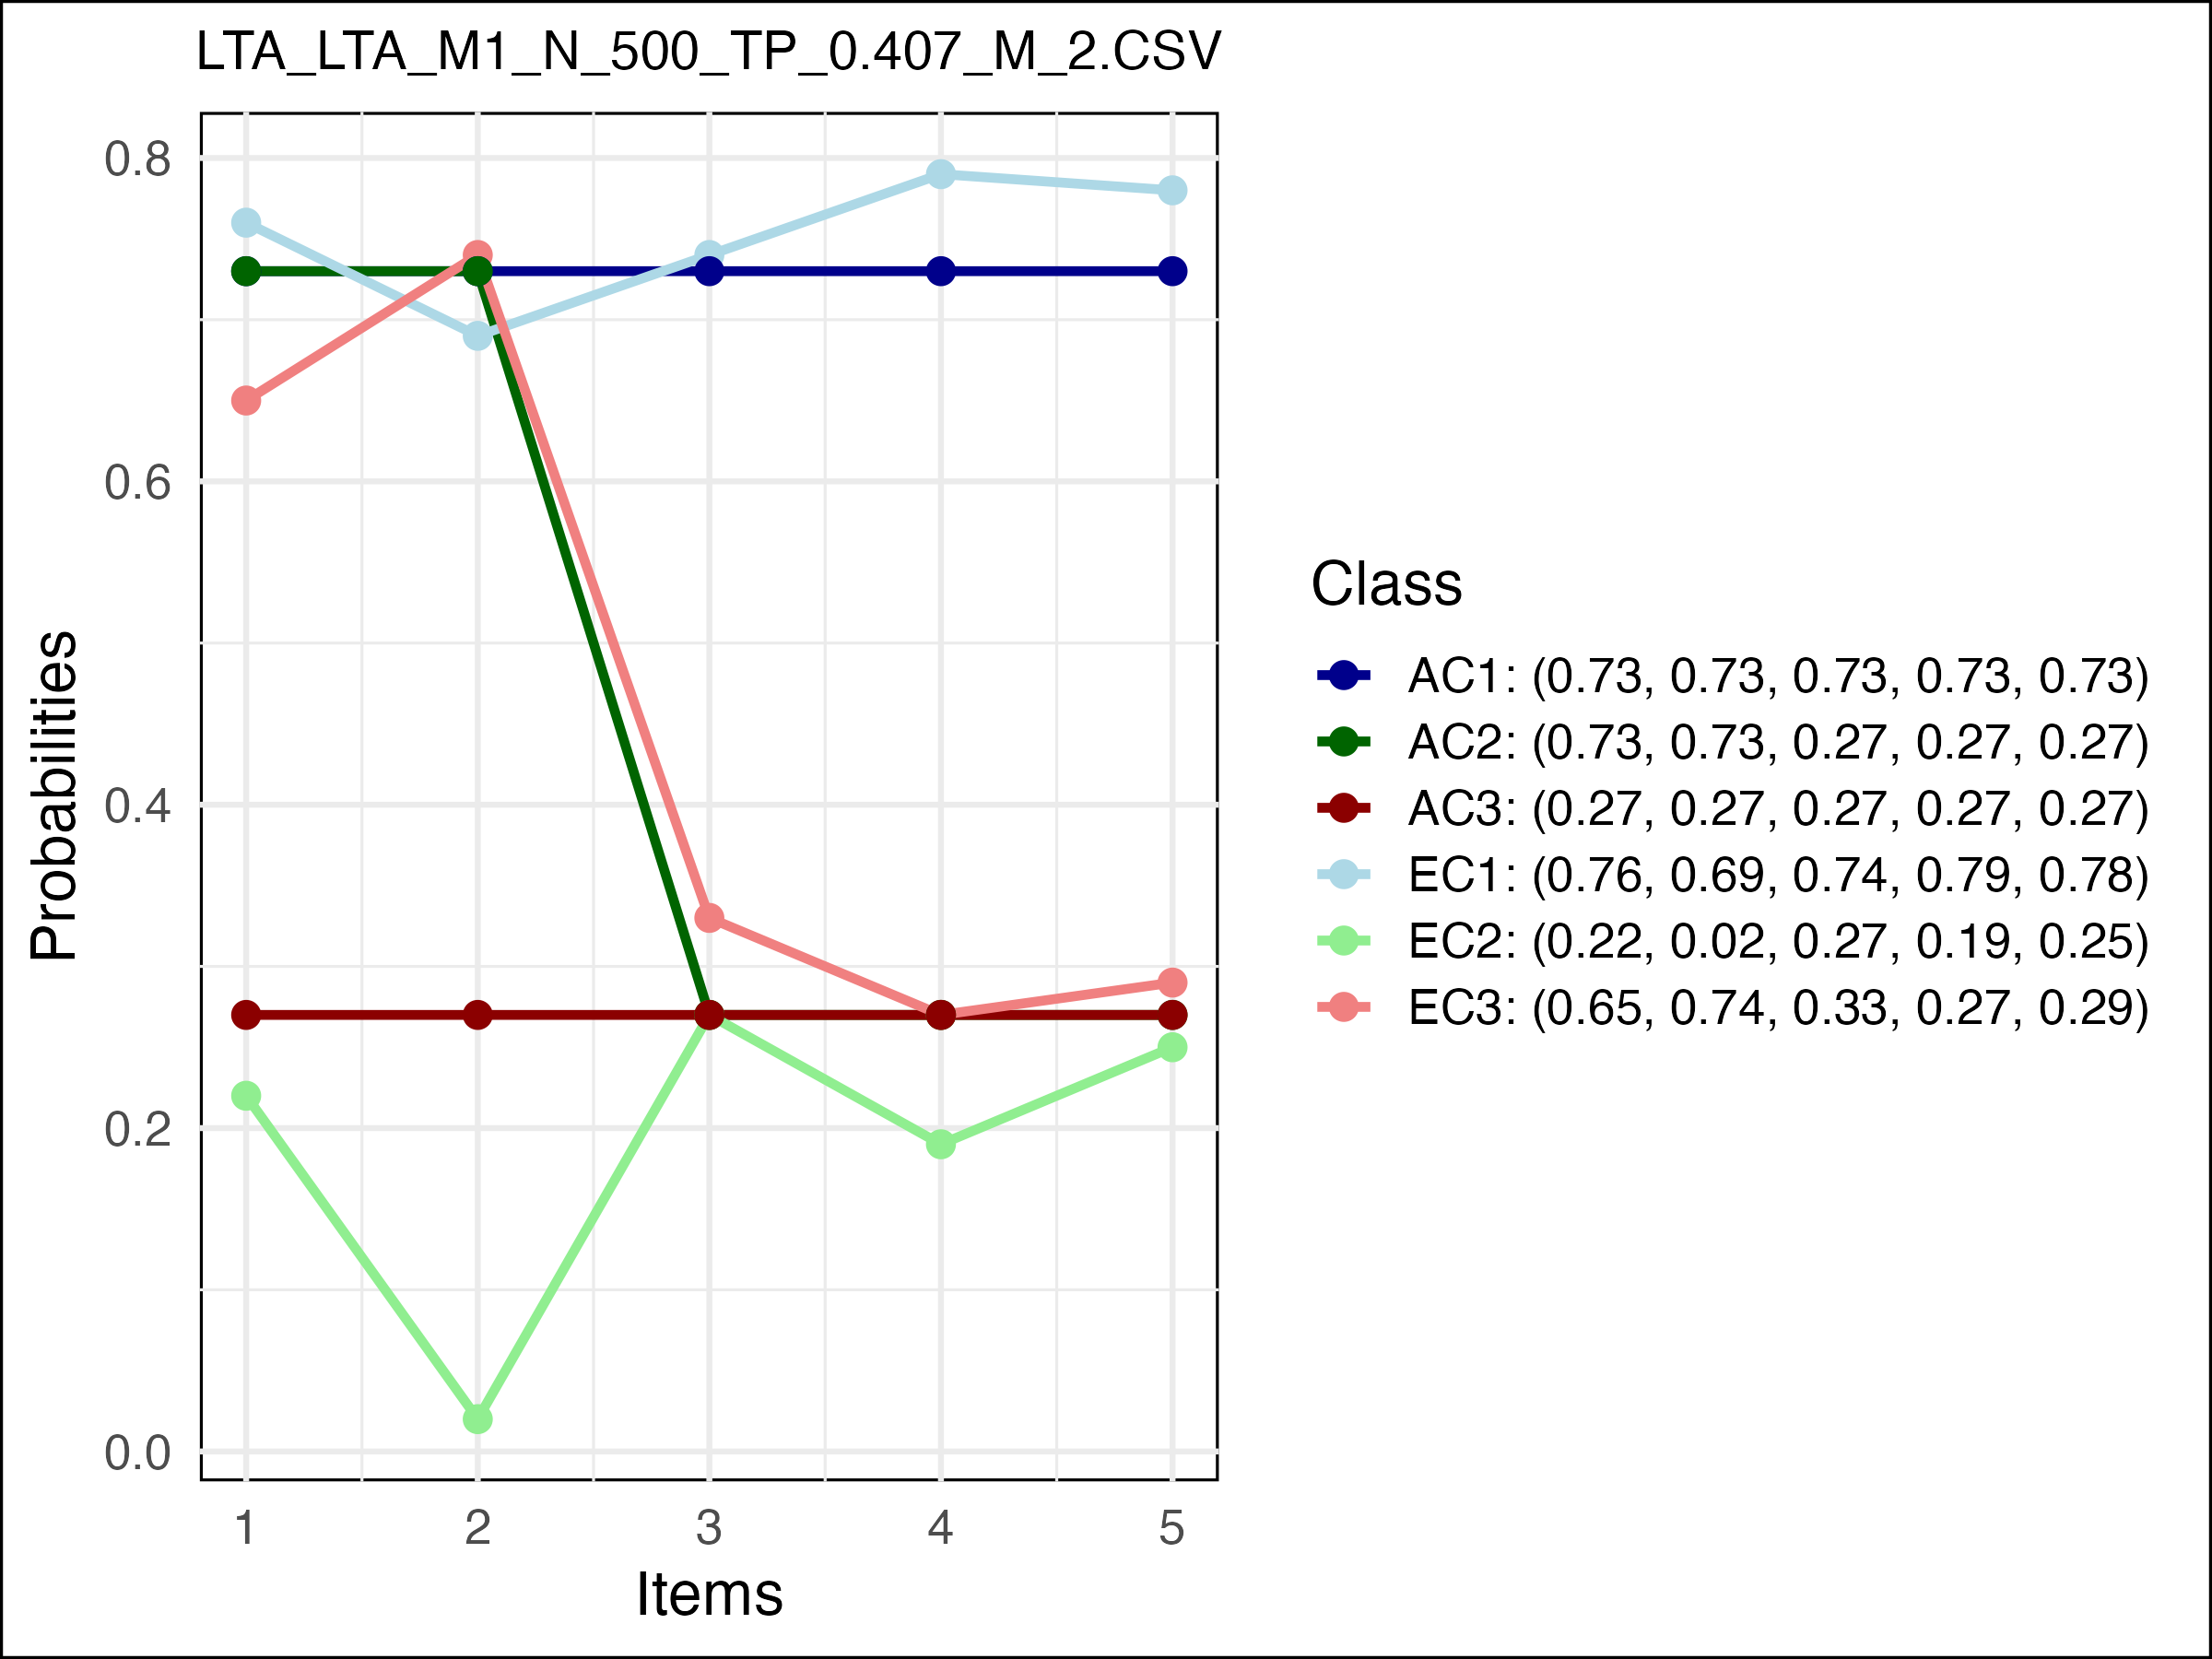 LTA_LTA_M1_N_500_TP_0.407_M_2.CSV
0.8
0.6
0.4
0.2
0.0
Probabilities
1 2 3 4 5
Items
Class
AC1: (0.73, 0.73, 0.73, 0.73, 0.73)
AC2: (0.73, 0.73, 0.27, 0.27, 0.27)
AC3: (0.27, 0.27, 0.27, 0.27, 0.27)
EC1: (0.76, 0.69, 0.74, 0.79, 0.78)
EC2: (0.22, 0.02, 0.27, 0.19, 0.25)
EC3: (0.65, 0.74, 0.33, 0.27, 0.29)